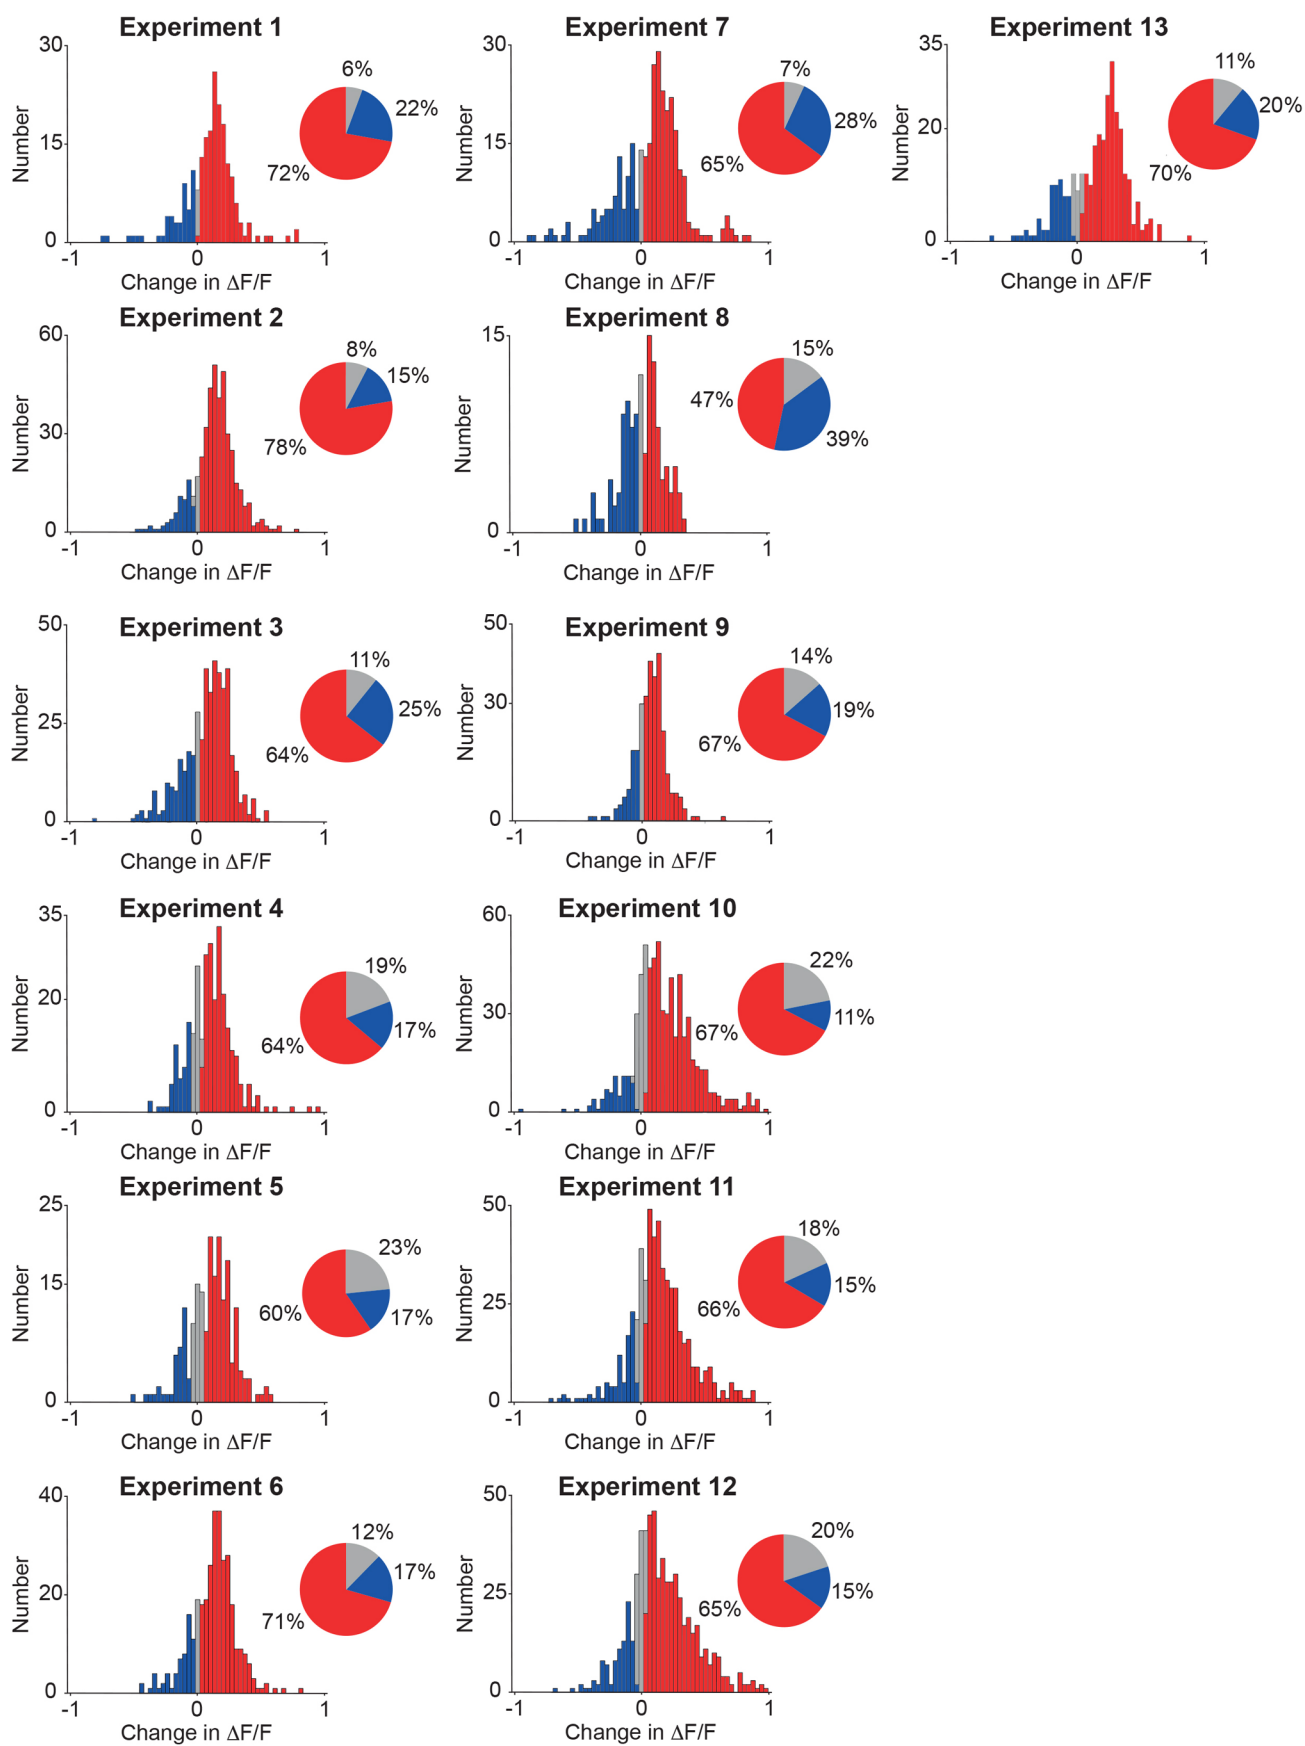 Experiment 1
30
15
0
Number
6%
22%
72%
-1 0 1
Change in ΔF/F
Experiment 2
60
30
0
Number
8%
15%
78%
-1 0 1
Change in ΔF/F
Experiment 3
50
25
0
Number
11%
25%
64%
-1 0 1
Change in ΔF/F
Experiment 4
35
20
0
Number
19%
17%
64%
-1 0 1
Change in ΔF/F
Experiment 5
25
15
0
Number
23%
17%
60%
-1 0 1
Change in ΔF/F
Experiment 6
40
20
0
Number
12%
17%
71%
-1 0 1
Change in ΔF/F
Experiment 7
30
15
0
Number
7%
28%
65%
-1 0 1
Change in ΔF/F
Experiment 8
15
0
Number
15%
47%
39%
-1 0 1
Change in ΔF/F
Experiment 9
50
30
0
Number
14%
19%
67%
-1 0 1
Change in ΔF/F
Experiment 10
60
30
0
Number
22%
11%
67%
-1 0 1
Change in ΔF/F
Experiment 11
50
25
0
Number
18%
15%
66%
-1 0 1
Change in ΔF/F
Experiment 12
50
25
0
Number
20%
15%
65%
-1 0 1
Change in ΔF/F
Experiment 13
35
20
0
Number
11%
20%
70%
-1 0 1
Change in ΔF/F